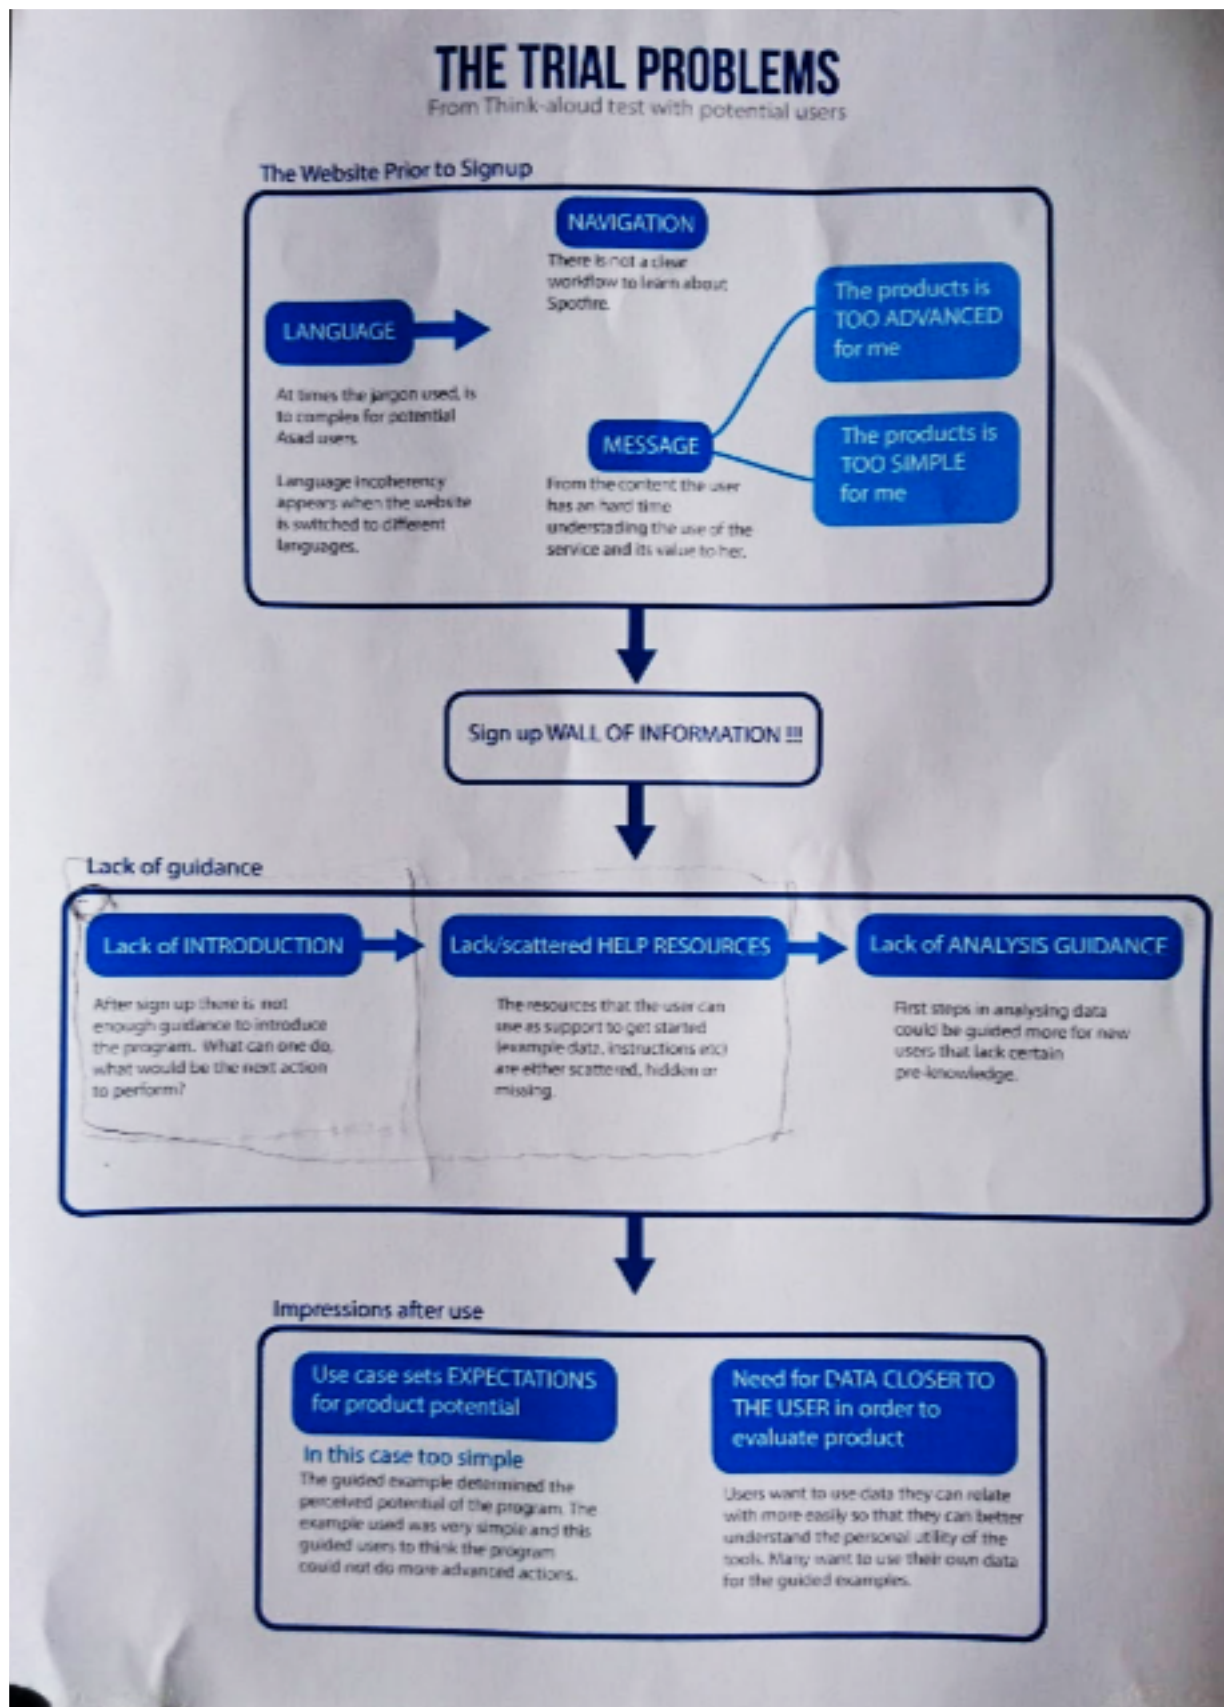 THE TRIAL PROBLEMS
From Think-aloud test with potential users
The Website Prior to Signup
LANGUAGE
At times the jargon used, is
to complex for potential
Asad users.
Language incoherency
appears when the website
is switched to different
languages.
NAVIGATION
There is not a clear
workflow to learn about
Spotfire.
MESSAGE
From the content the user
has an hard time
understading the use of the
service and its value to her.
The products is
TOO ADVANCED
for me
The products is
TOO SIMPLE
for me
Sign up WALL OF INFORMATION !!!
Lack of guidance
Lack of INTRODUCTION
After sign up there is not
enough guidance to introduce
the program. What can one do,
what would be the next action
to perform?
Lack/scattered HELP RESOURCES
The resources that the user can
use as support to get started
(example data, instructions etc)
are either scattered, hidden or
missing.
Lack of ANALYSIS GUIDANCE
First steps in analysing data
could be guided more for new
users that lack certain
pre-knowledge.
Impressions after use
Use case sets EXPECTATIONS
for product potential
In this case too simple
The guided example determined the
perceived potential of the program. The
example used was very simple and this
guided users to think the program
could not do more advanced actions.
Need for DATA CLOSER TO
THE USER in order to
evaluate product
Users want to use data they can relate
with more easily so that they can better
understand the personal utility of the
tools. Many want to use their own data
for the guided examples.